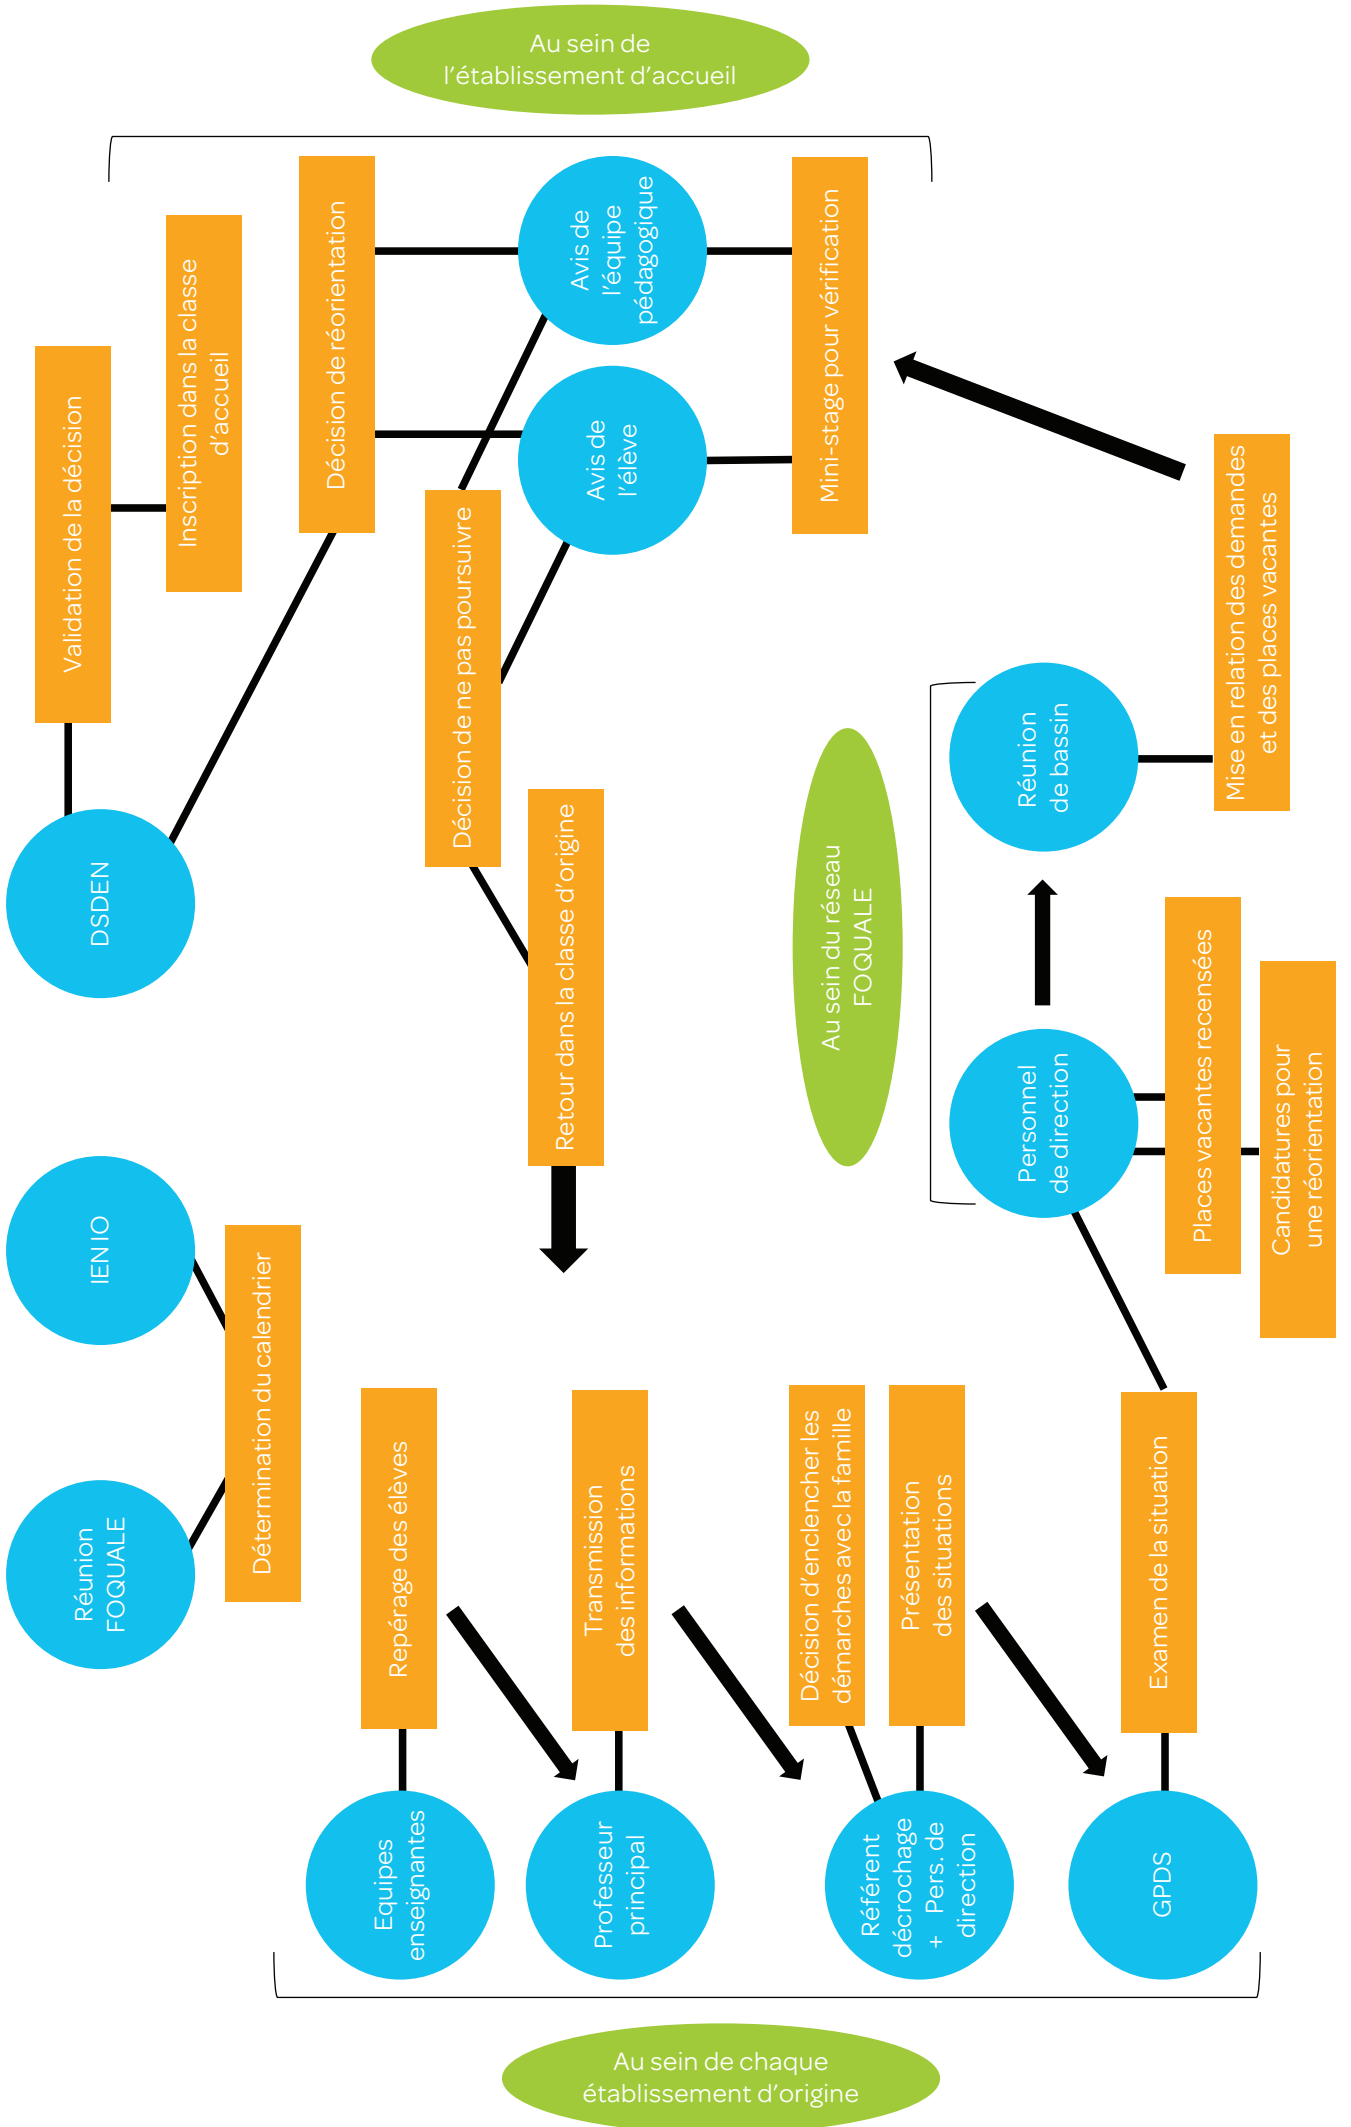 Au sein de
l'établissement d'accueil
Validation de la décision
Inscription dans la classe
d'accueil
Décision de réorientation
Avis de
l'équipe
pédagogique
Avis de
l'élève
Mini-stage pour vérification
Décision de ne pas poursuivre
DSDEN
Retour dans la classe d'origine
Au sein du réseau
FOQUALE
Réunion
de bassin
Mise en relation des demandes
et des places vacantes
Personnel
de direction
Places vacantes recensées
Candidatures pour
une réorientation
IEN IO
Réunion
FOQUALE
Détermination du calendrier
Repérage des élèves
Transmission
des informations
Décision d'enclencher les
démarches avec la famille
Présentation
des situations
Examen de la situation
Equipes
enseignantes
Professeur
principal
Référent
décrochage
+ Pers. de
direction
GPDS
Au sein de chaque
établissement d'origine